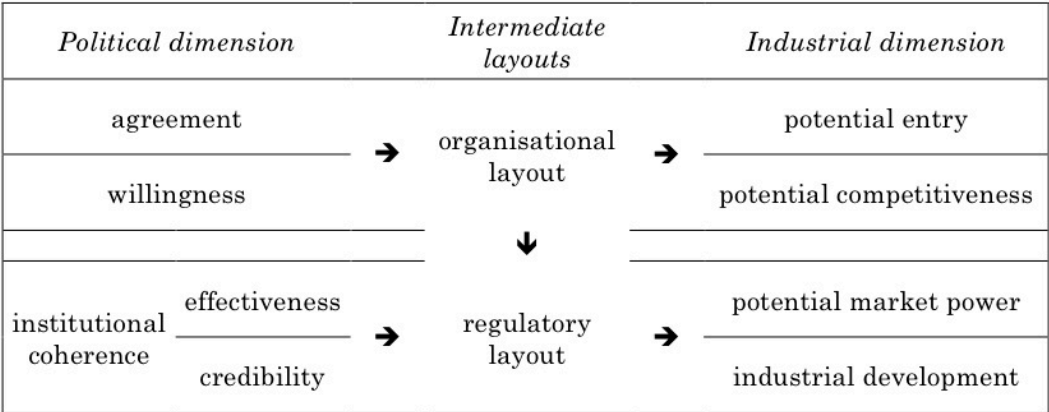 Political dimension
Intermediate
layouts
Industrial dimension
agreement
willingness
➔
organisational
layout
➔
potential entry
potential competitiveness
➔
institutional
coherence
effectiveness
credibility
➔
regulatory
layout
➔
potential market power
industrial development